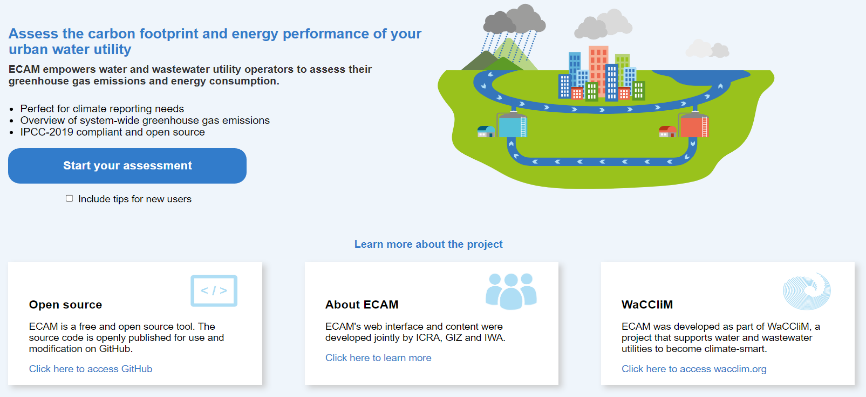 Assess the carbon footprint and energy performance of your
urban water utility
ECAM empowers water and wastewater utility operators to assess their
greenhouse gas emissions and energy consumption.
Perfect for climate reporting needs
Overview of system-wide greenhouse gas emissions
IPCC-2019 compliant and open source
Start your assessment
Include tips for new users
Learn more about the project
</>
Open source
ECAM is a free and open source tool. The
source code is openly published for use and
modification on GitHub.
Click here to access GitHub
About ECAM
ECAM's web interface and content were
developed jointly by ICRA, GIZ and IWA.
Click here to learn more
WaCCliM
ECAM was developed as part of WaCCliM, a
project that supports water and wastewater
utilities to become climate-smart.
Click here to access wacclim.org